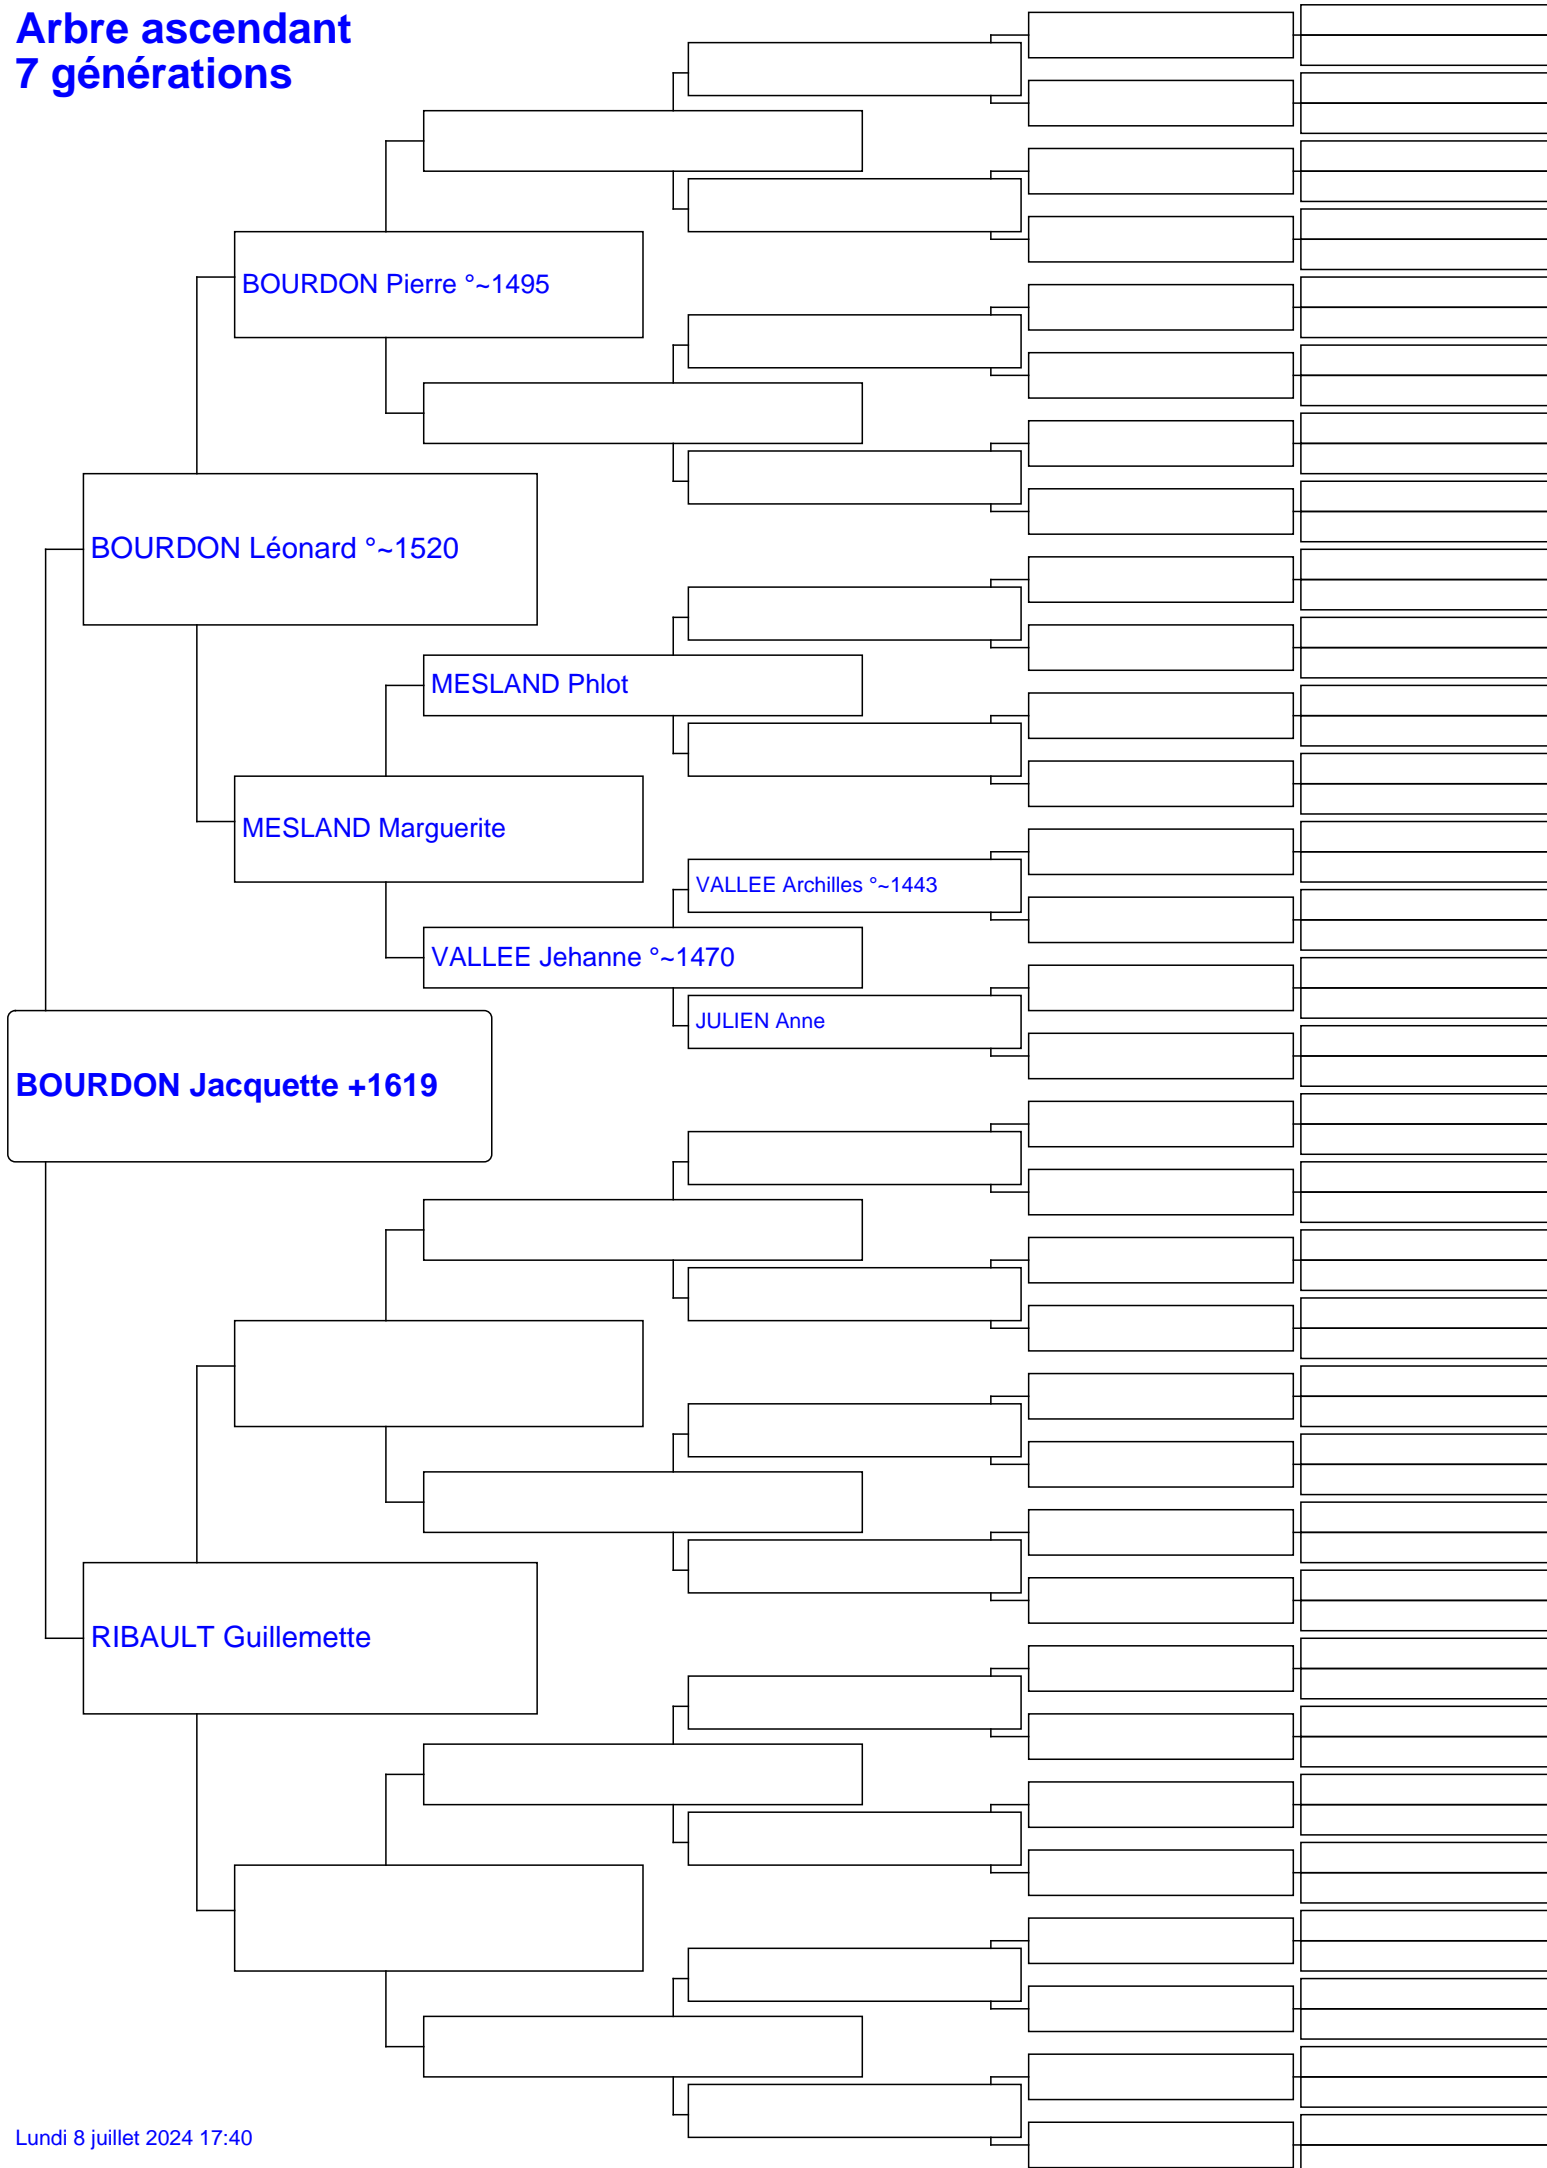 Arbre ascendant
7 générations
BOURDON Pierre °~1495
BOURDON Léonard °~1520
MESLAND Phlot
MESLAND Marguerite
VALLEE Archilles °~1443
VALLEE Jehanne °~1470
JULIEN Anne
BOURDON Jacquette +1619
RIBAULT Guillemette
Lundi 8 juillet 2024 17:40